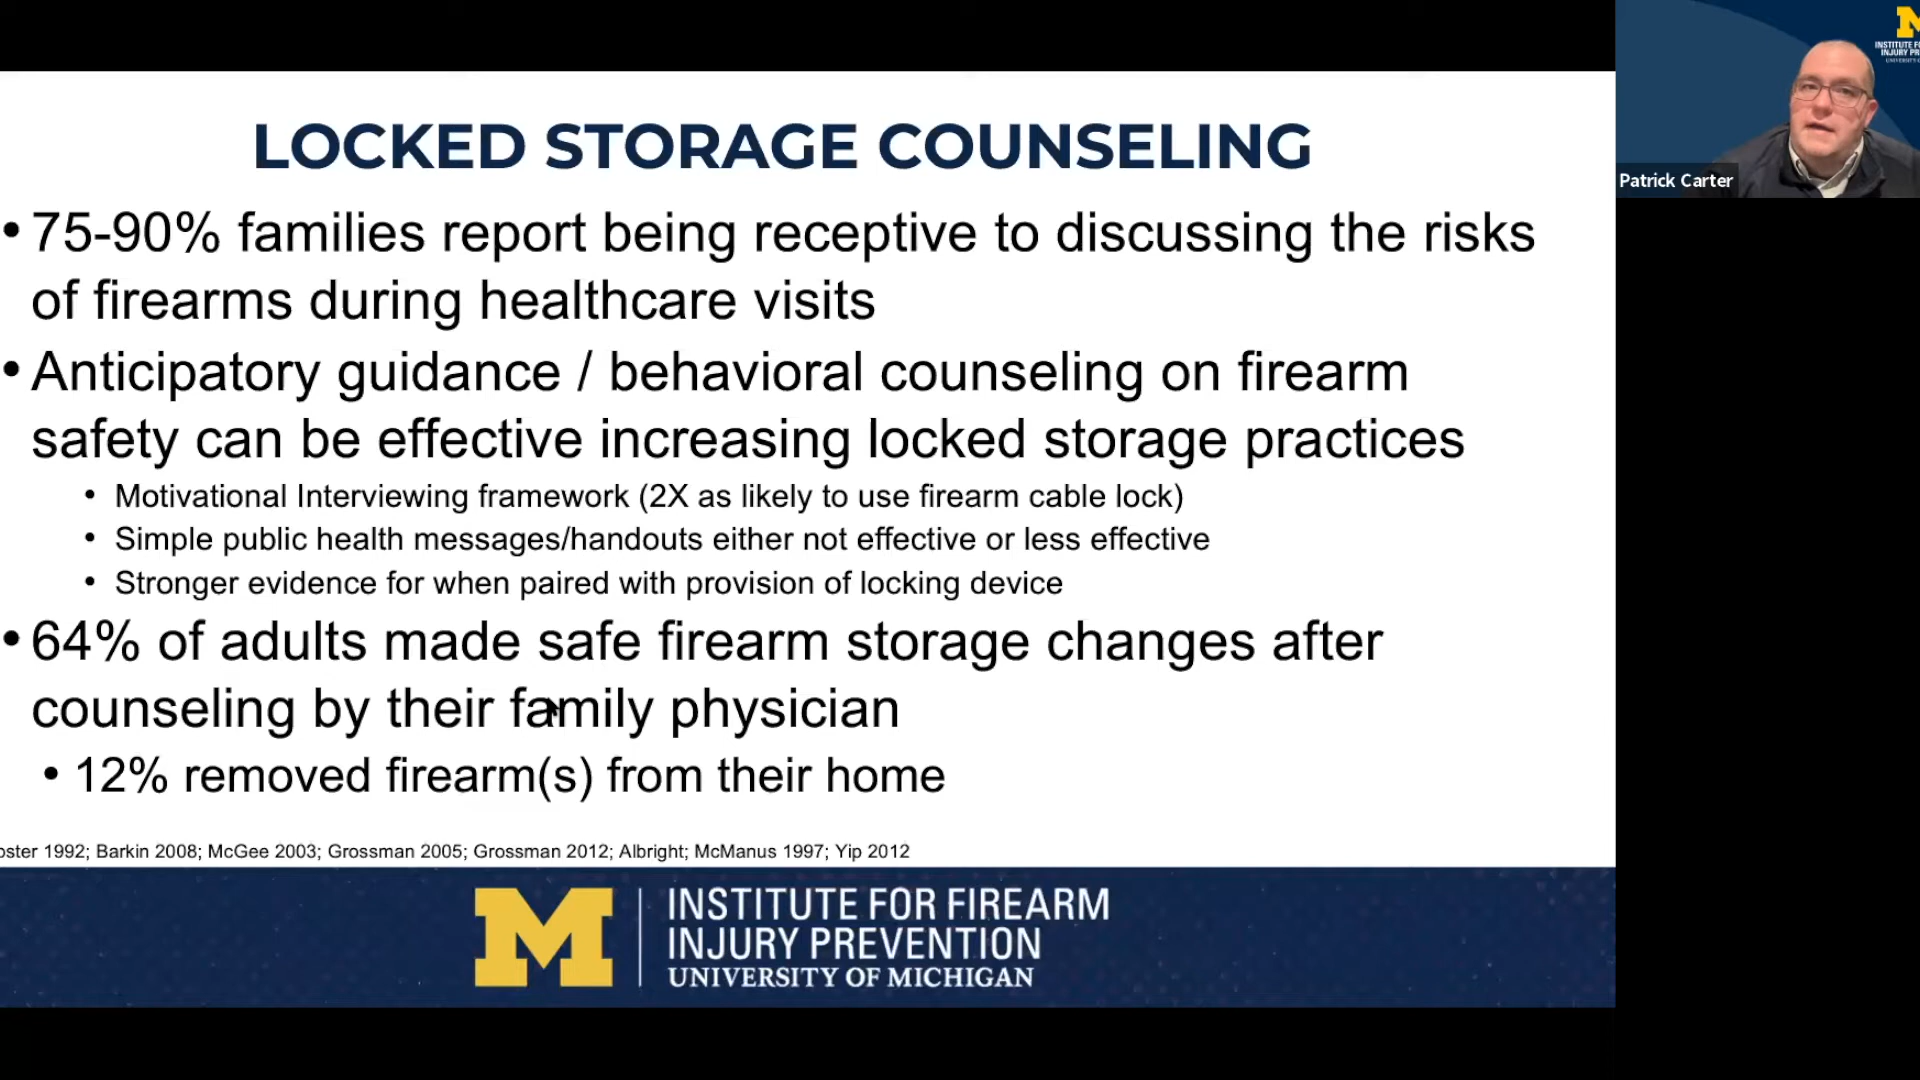 LOCKED STORAGE COUNSELING
• 75-90% families report being receptive to discussing the risks
of firearms during healthcare visits
• Anticipatory guidance / behavioral counseling on firearm
safety can be effective increasing locked storage practices
• Motivational Interviewing framework (2X as likely to use firearm cable lock)
• Simple public health messages/handouts either not effective or less effective
• Stronger evidence for when paired with provision of locking device
• 64% of adults made safe firearm storage changes after
counseling by their family physician
• 12% removed firearm(s) from their home
1992; Barkin 2008; McGee 2003; Grossman 2005; Grossman 2012; Albright; McManus 1997; Yip 2012
M
INSTITUTE FOR FIREARM
INJURY PREVENTION
UNIVERSITY OF MICHIGAN
M
INSTITUTE
INJURY
Patrick Carter